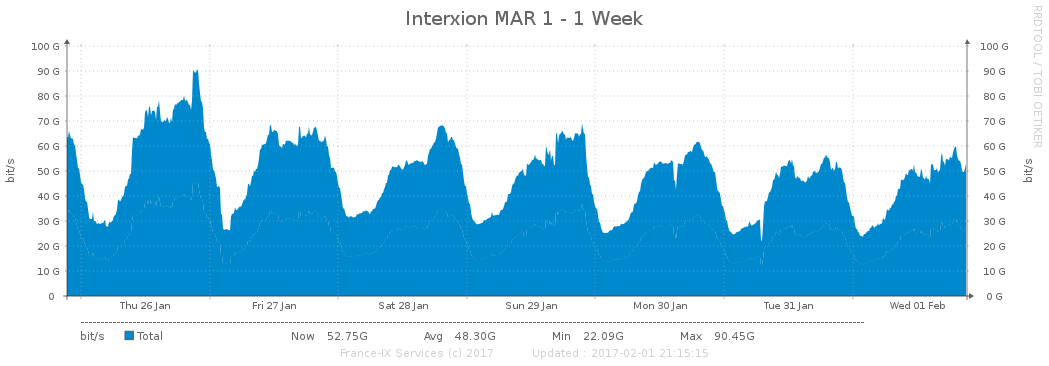 Interxion MAR 1 - 1 Week
RRDTOOL / TOBI OETIKER
100 G 100 G
90 G 90 G
80 G 80 G
70 G 70 G
60 G 60 G
50 G 50 G
40 G 40 G
30 G 30 G
20 G 20 G
10 G 10 G
0 0 G
bit/s bit/s
Thu 26 Jan Fri 27 Jan Sat 28 Jan Sun 29 Jan Mon 30 Jan Tue 31 Jan Wed 01 Feb
bit/s Total Now 52.75G Avg 48.30G Min 22.09G Max 90.45G
France-IX Services (c) 2017 Updated : 2017-02-01 21:15:15